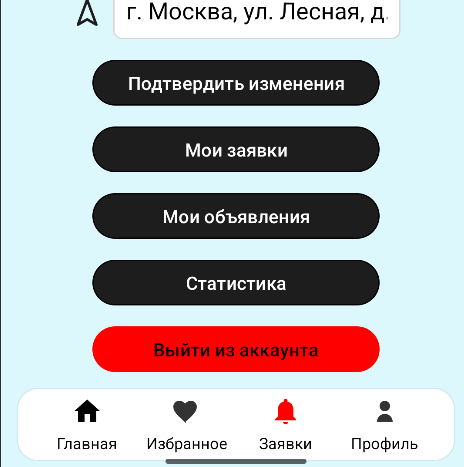 г. Москва, ул. Лесная, д.
Подтвердить изменения
Мои заявки
Мои объявления
Статистика
Выйти из аккаунта
Главная Избранное Заявки Профиль